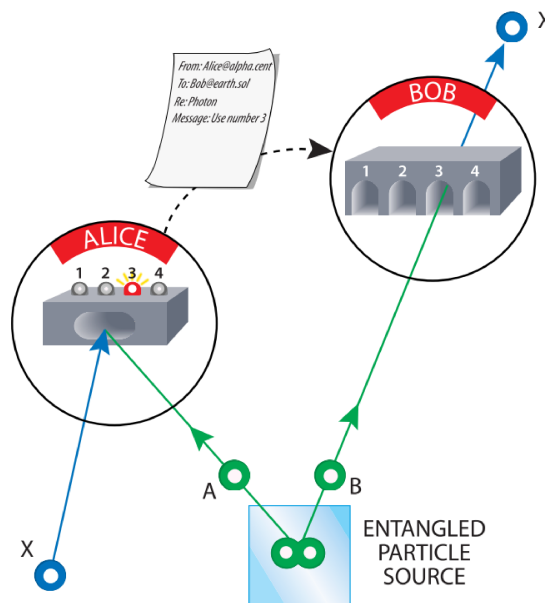 X
From: Alice@alpha.cent
To: Bob@earth.sol
Re: Photon
Message: Use number 3
BOB
1 2 3 4
ALICE
1 2 3 4
A
B
X
ENTANGLED
PARTICLE
SOURCE